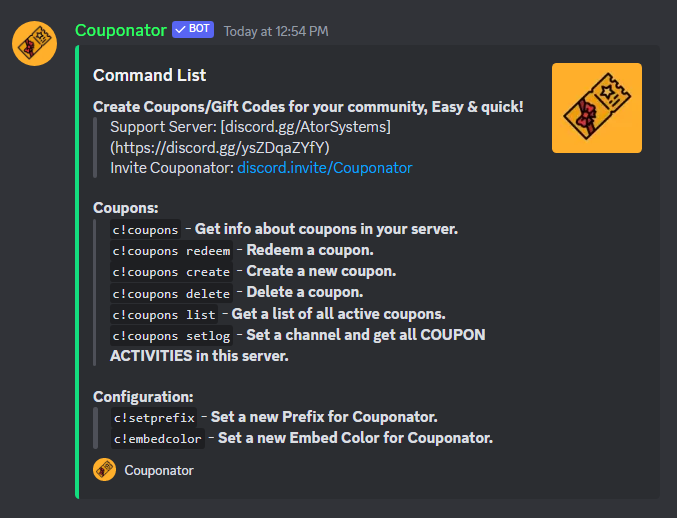 Couponator ✓ BOT Today at 12:54 PM
Command List
Create Coupons/Gift Codes for your community, Easy & quick!
Support Server: [discord.gg/AtorSystems]
(https://discord.gg/ysZDqaZYfY)
Invite Couponator: discord.invite/Couponator
Coupons:
c!coupons - Get info about coupons in your server.
c!coupons redeem - Redeem a coupon.
c!coupons create - Create a new coupon.
c!coupons delete - Delete a coupon.
c!coupons list - Get a list of all active coupons.
c!coupons setlog - Set a channel and get all COUPON
ACTIVITIES in this server.
Configuration:
c!setprefix - Set a new Prefix for Couponator.
c!embedcolor - Set a new Embed Color for Couponator.
Couponator